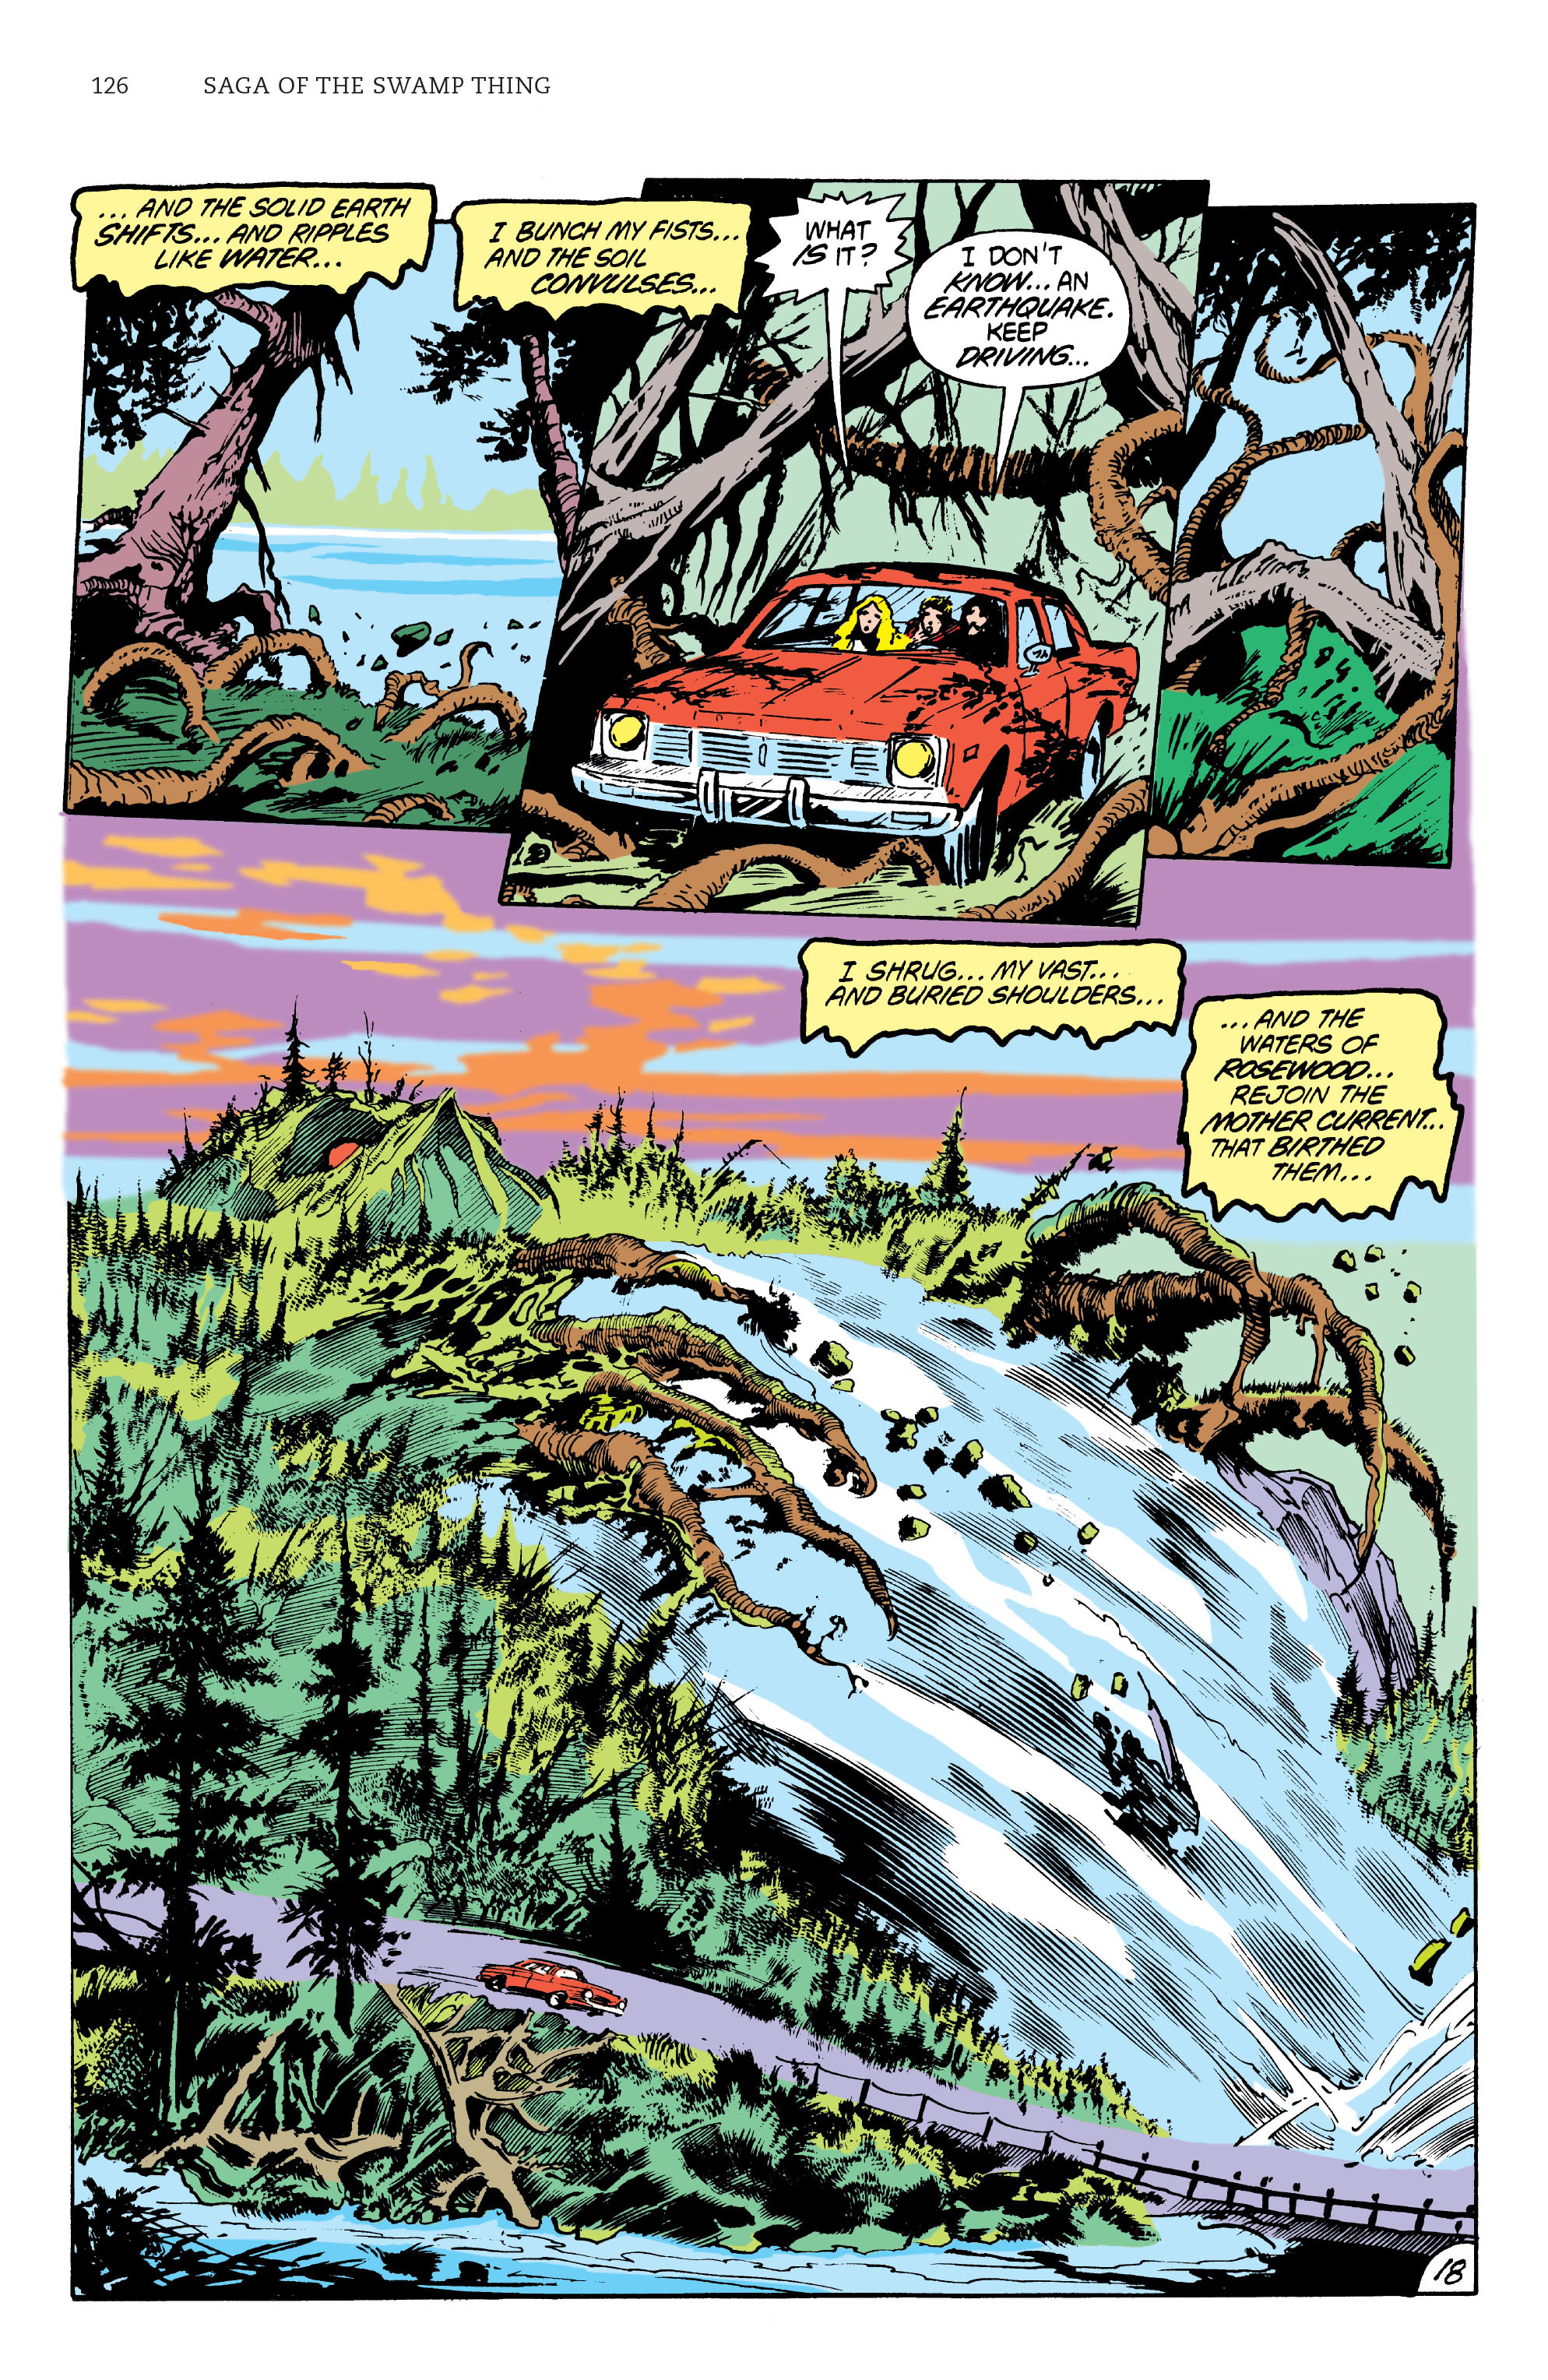 126 SAGA OF THE SWAMP THING
... AND THE SOLID EARTH
SHIFTS... AND RIPPLES
LIKE WATER...
I BUNCH MY FISTS...
AND THE SOIL
CONVULSES...
WHAT
IS IT?
I DON'T
KNOW... AN
EARTHQUAKE.
KEEP
DRIVING...
I SHRUG... MY VAST...
AND BURIED SHOULDERS...
...AND THE
WATERS OF
ROSEWOOD...
REJOIN THE
MOTHER CURRENT...
THAT BIRTHED
THEM...
18